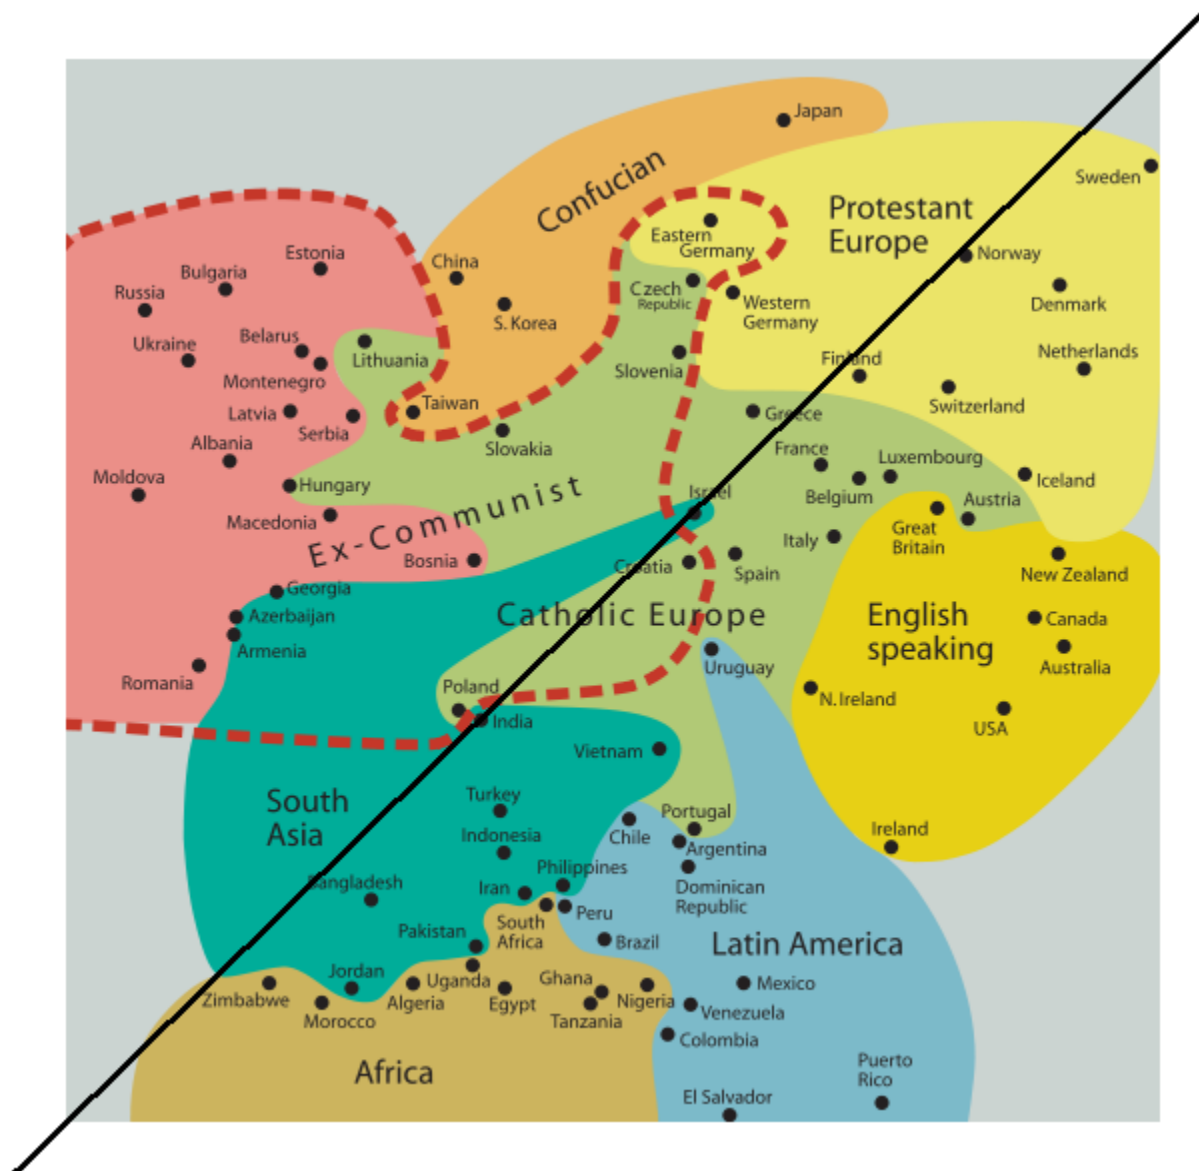 Japan
Confucian
Sweden
Protestant
Europe
Eastern
Germany
Norway
Estonia
China
Bulgaria
Russia
Czech
Republic
Denmark
Western
Germany
S. Korea
Ukraine
Belarus
Lithuania
Montenegro
Slovenia
Finland
Netherlands
Switzerland
Latvia
Serbia
Taiwan
Greece
Albania
Slovakia
France
Luxembourg
Moldova
Hungary
Belgium
Iceland
Israel
Austria
Macedonia
Ex-Communist
Great
Britain
Italy
Bosnia
Croatia
Spain
New Zealand
Georgia
Azerbaijan
Catholic Europe
English
speaking
Canada
Armenia
Australia
Uruguay
Romania
Poland
N. Ireland
India
USA
Vietnam
South
Asia
Turkey
Portugal
Indonesia
Chile
Argentina
Ireland
Philippines
Bangladesh
Iran
Dominican
Republic
South
Africa
Peru
Pakistan
Brazil
Latin America
Jordan
Uganda
Ghana
Mexico
Zimbabwe
Algeria
Egypt
Nigeria
Morocco
Tanzania
Venezuela
Colombia
Africa
Puerto
Rico
El Salvador